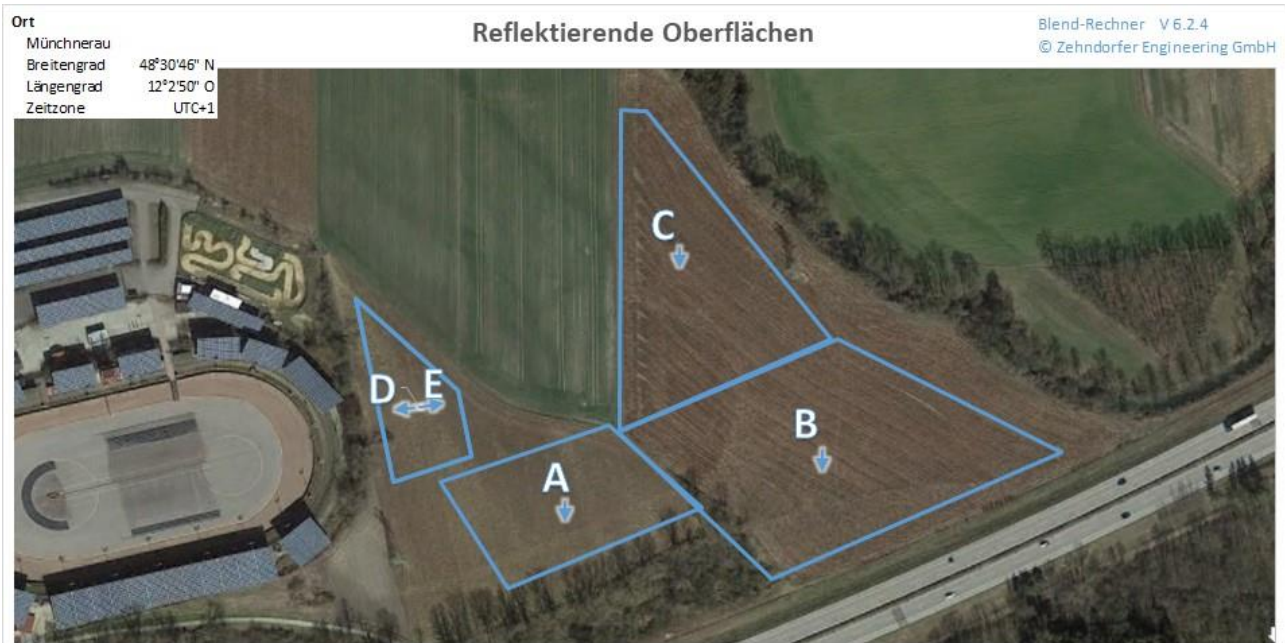 Ort
Reflektierende Oberflächen
Blend-Rechner V 6.2.4
© Zehndorfer Engineering GmbH
Münchnerau
Breitengrad 48°30'46" N
Längengrad 12°2'50" O
Zeitzone UTC+1
C
D E
B
A